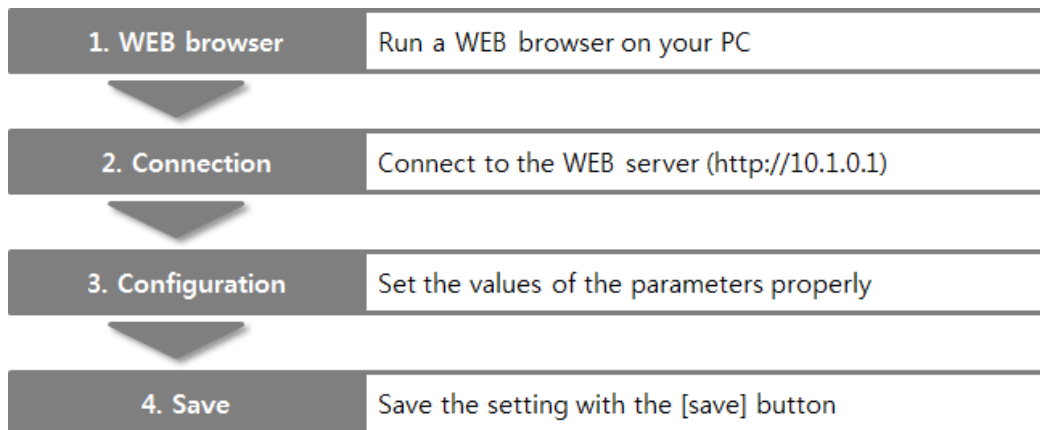 1. WEB browser
Run a WEB browser on your PC
2. Connection
Connect to the WEB server (http://10.1.0.1)
3. Configuration
Set the values of the parameters properly
4. Save
Save the setting with the [save] button